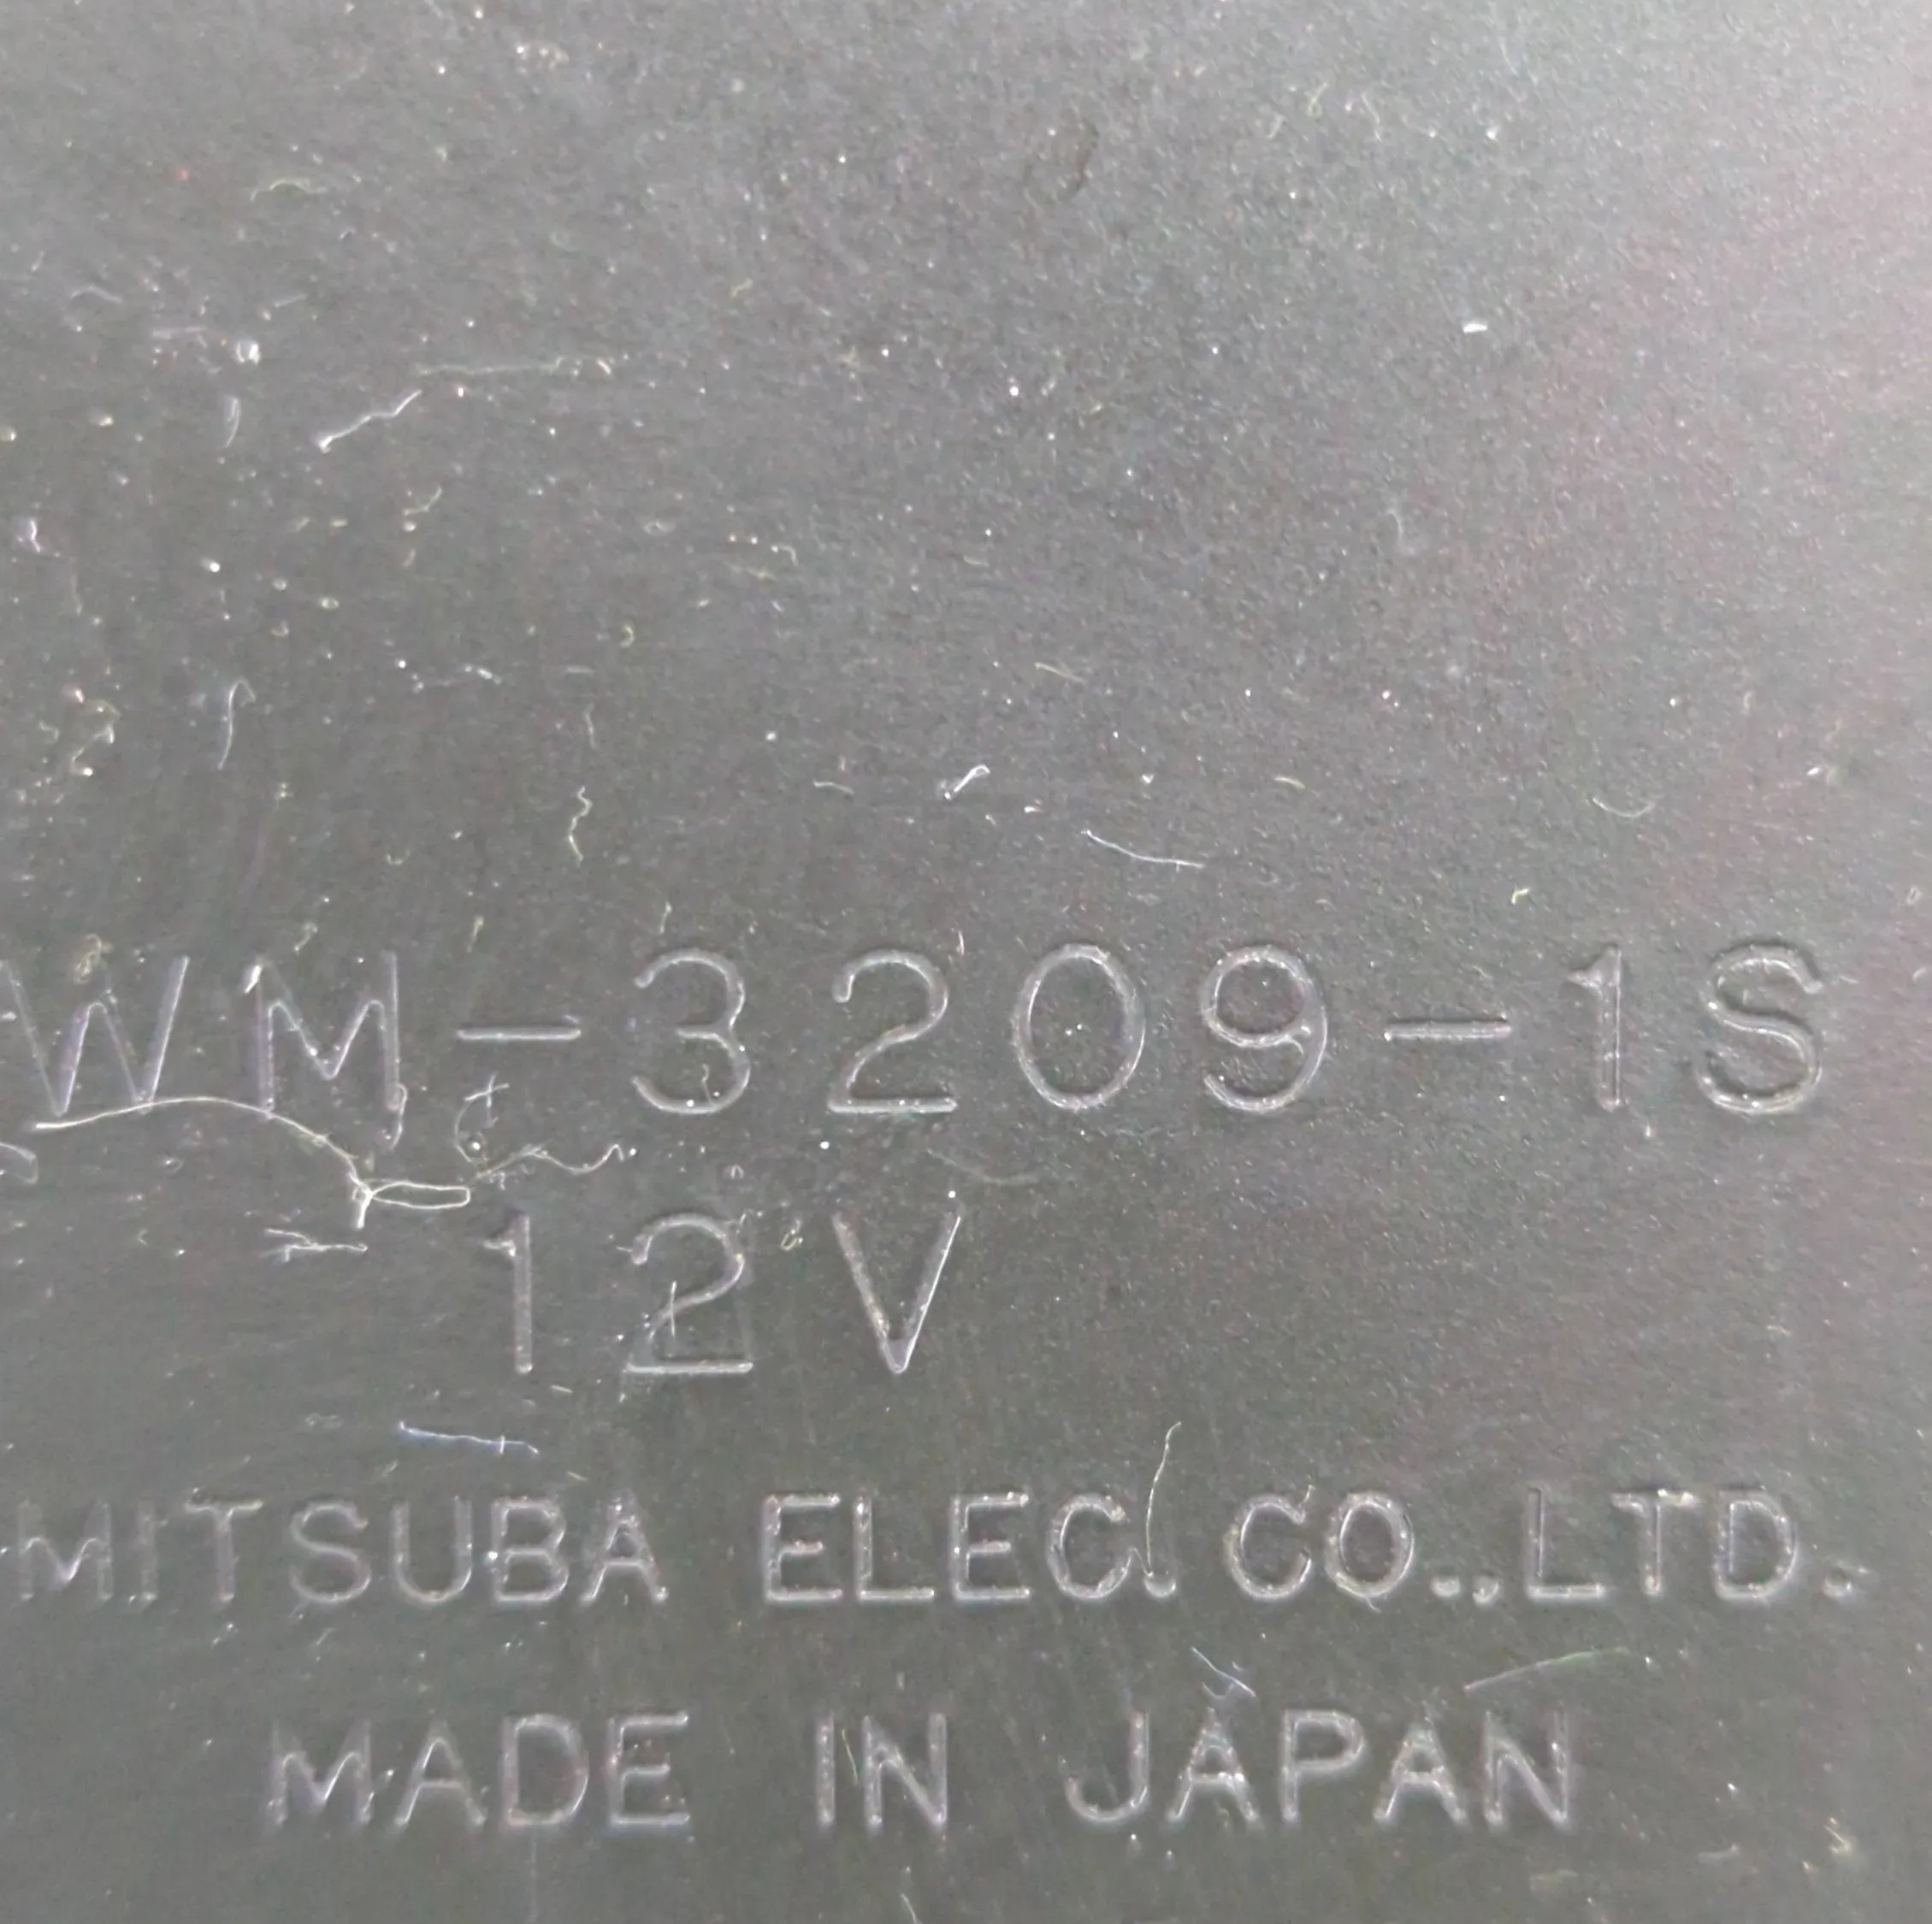 WM-3209-1S
12V
MITSUBA ELEC. CO.,LTD.
MADE IN JAPAN